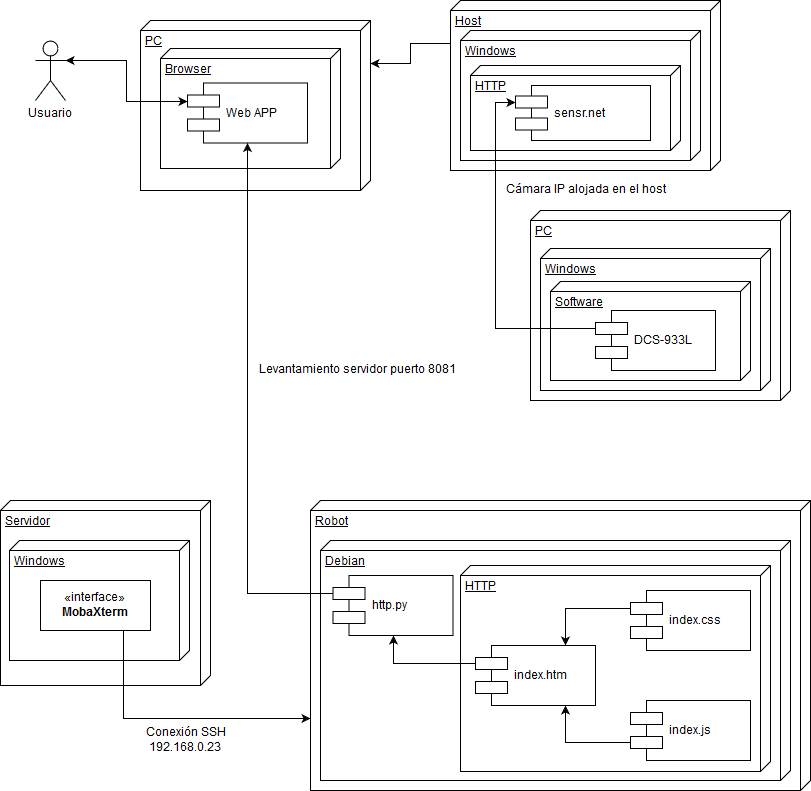 Host
PC
Windows
Browser
HTTP
Web APP
sensr.net
Usuario
Cámara IP alojada en el host
PC
Windows
Software
DCS-933L
Levantamiento servidor puerto 8081
Servidor
Windows
«interface»
MobaXterm
Conexión SSH
192.168.0.23
Robot
Debian
HTTP
http.py
index.css
index.htm
index.js